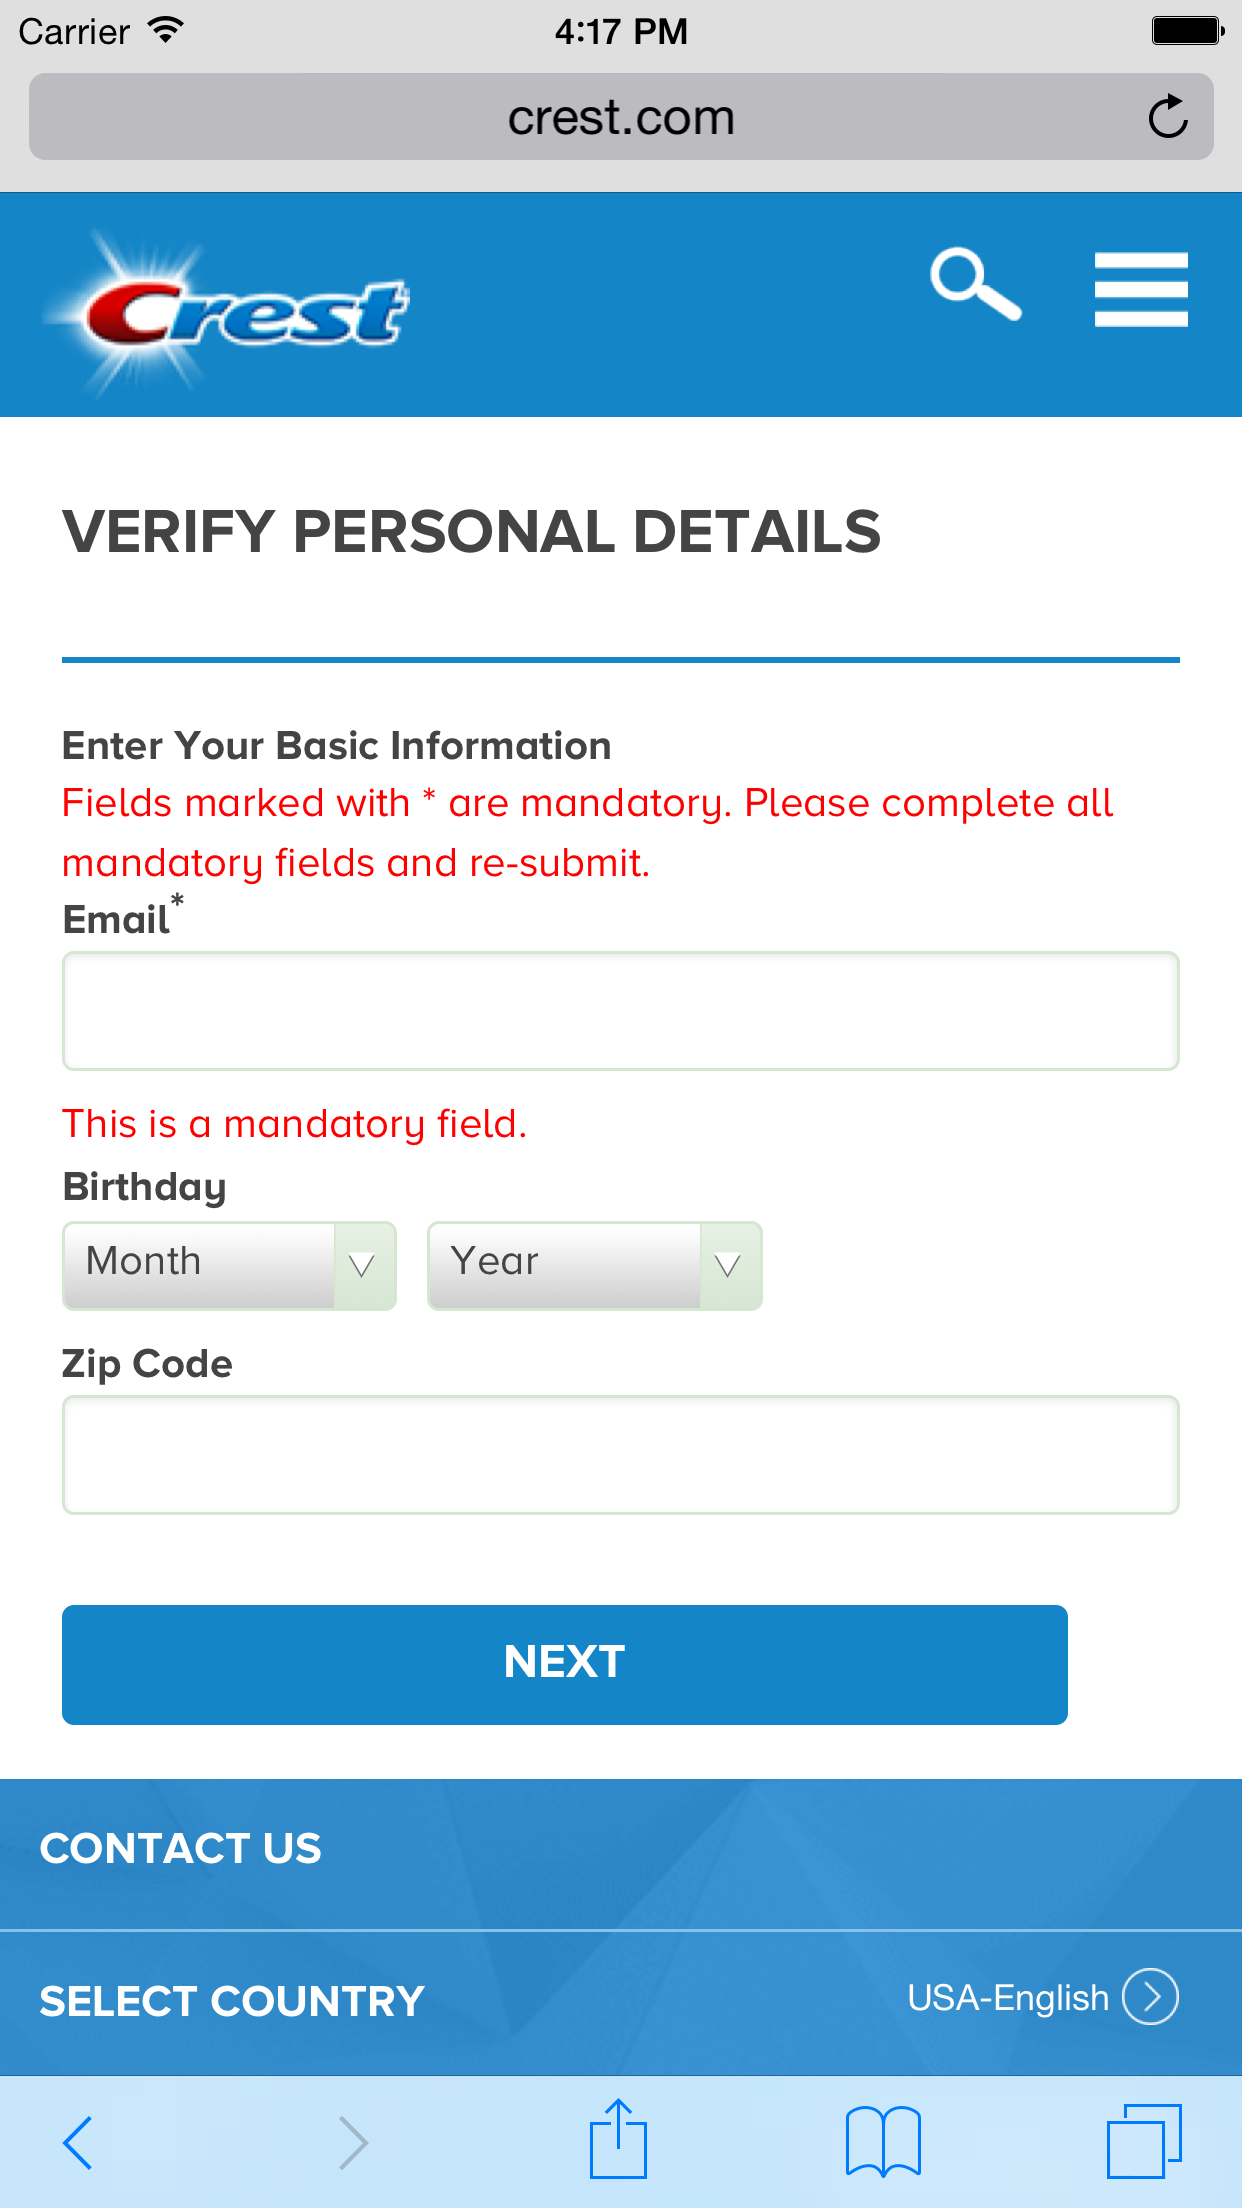 Carrier 4:17 PM
crest.com
Crest
VERIFY PERSONAL DETAILS
Enter Your Basic Information
Fields marked with * are mandatory. Please complete all
mandatory fields and re-submit.
Email*
This is a mandatory field.
Birthday
Month Year
Zip Code
NEXT
CONTACT US
SELECT COUNTRY USA-English